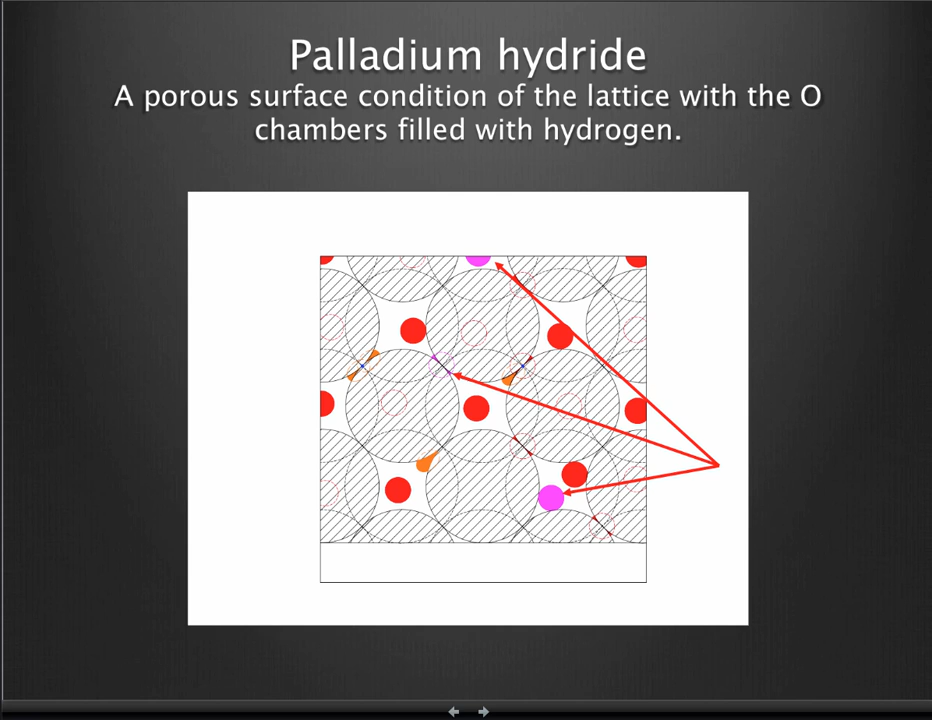 Palladium hydride
A porous surface condition of the lattice with the O
chambers filled with hydrogen.